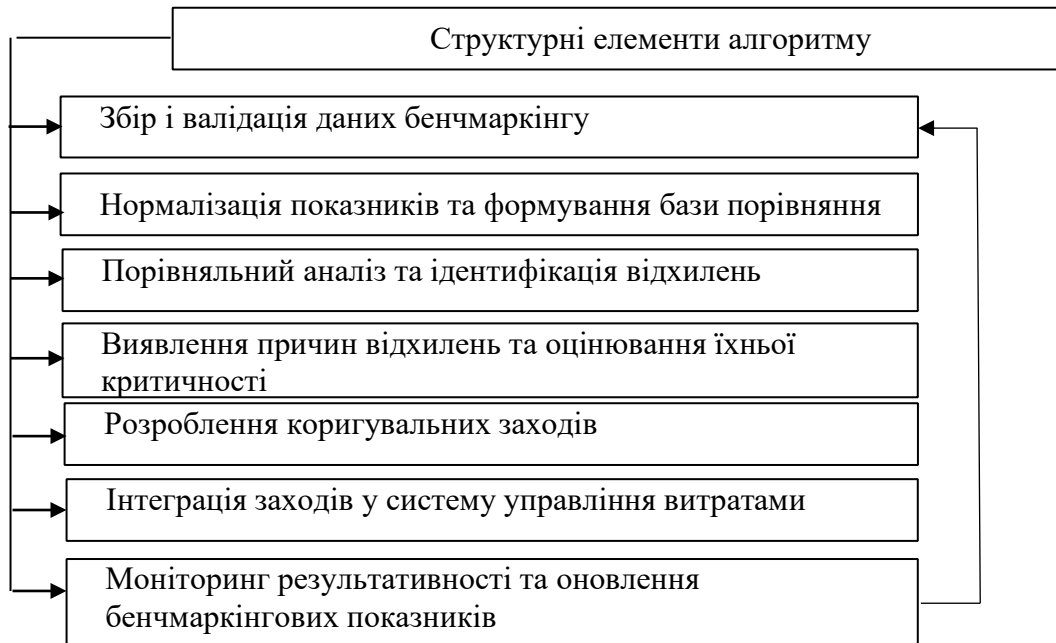 Структурні елементи алгоритму
Збір і валідація даних бенчмаркінгу
Нормалізація показників та формування бази порівняння
Порівняльний аналіз та ідентифікація відхилень
Виявлення причин відхилень та оцінювання їхньої
критичності
Розроблення коригувальних заходів
Інтеграція заходів у систему управління витратами
Моніторинг результативності та оновлення
бенчмаркінгових показників